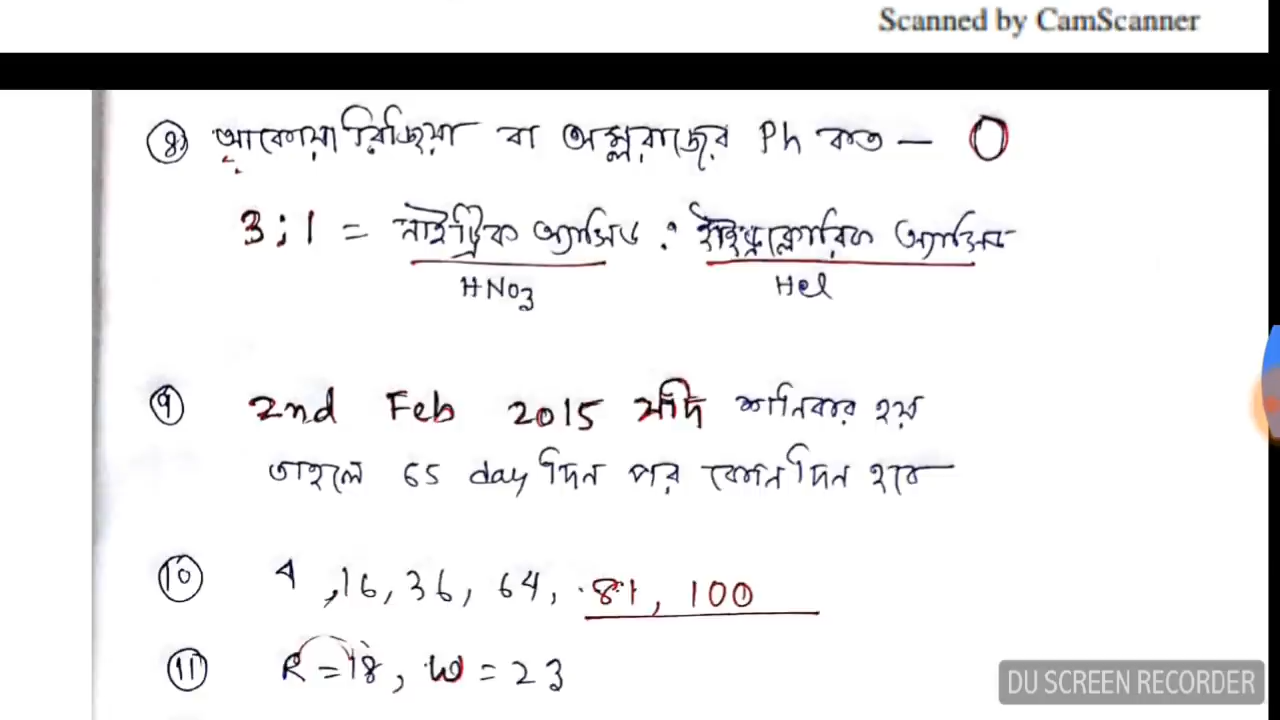 Scanned by CamScanner
৪) অ্যাকোয়া রিজিয়া বা অম্লরাজের Ph কত — 0
3 : 1 = নাইট্রিক অ্যাসিড : হাইড্রোক্লোরিক অ্যাসিড
HNO3 Hcl
৭) 2nd Feb 2015 যদি শনিবার হয়
তাহলে 65 day দিন পর কোন দিন হবে
10) 4, 16, 36, 64, 81, 100
11) R = 18, W = 23
DU SCREEN RECORDER